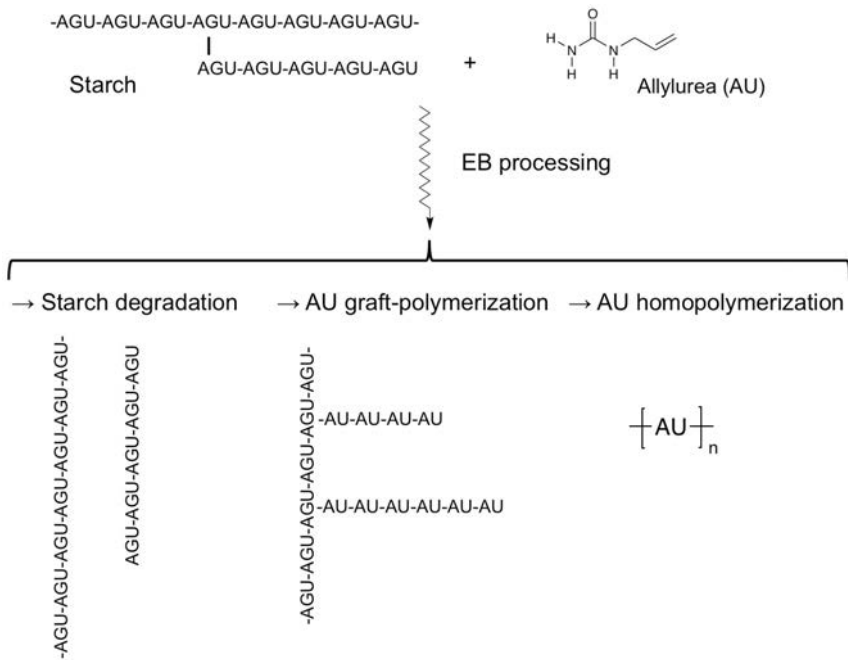 -AGU-AGU-AGU-AGU-AGU-AGU-AGU-AGU-
AGU-AGU-AGU-AGU-AGU
Starch
+
O
H N N
H H
Allylurea (AU)
EB processing
→ Starch degradation
-AGU-AGU-AGU-AGU-AGU-AGU-AGU-
AGU-AGU-AGU-AGU-AGU
→ AU graft-polymerization
-AGU-AGU-AGU-AGU-AGU-AGU-
-AU-AU-AU-AU
-AU-AU-AU-AU-AU-AU
→ AU homopolymerization
AU
n